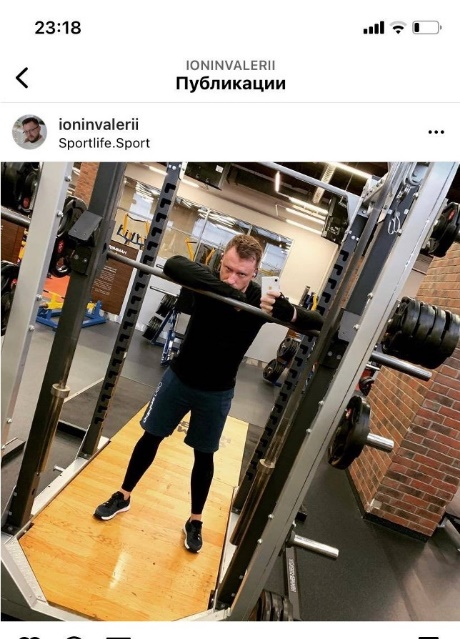 23:18
IONINVALERII
Публикации
ioninvalerii
Sportlife.Sport